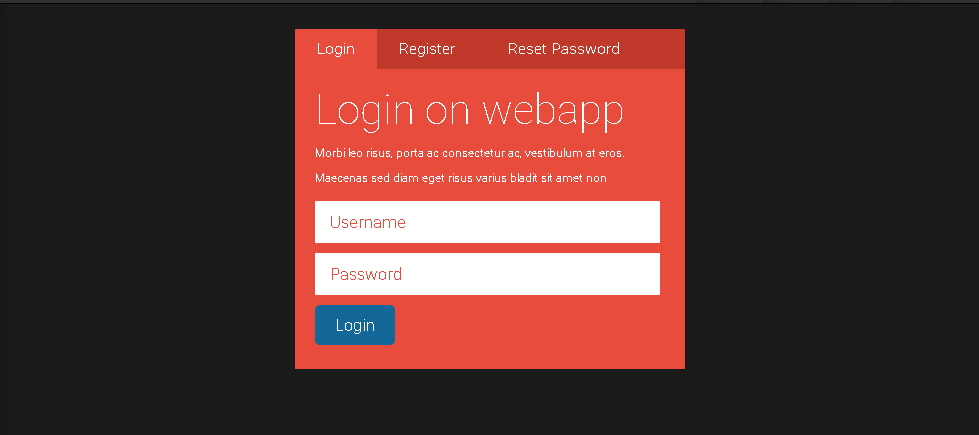 Login Register Reset Password
Login on webapp
Morbi leo risus, porta ac consectetur ac, vestibulum at eros.
Maecenas sed diam eget risus varius bladit sit amet non
Username
Password
Login